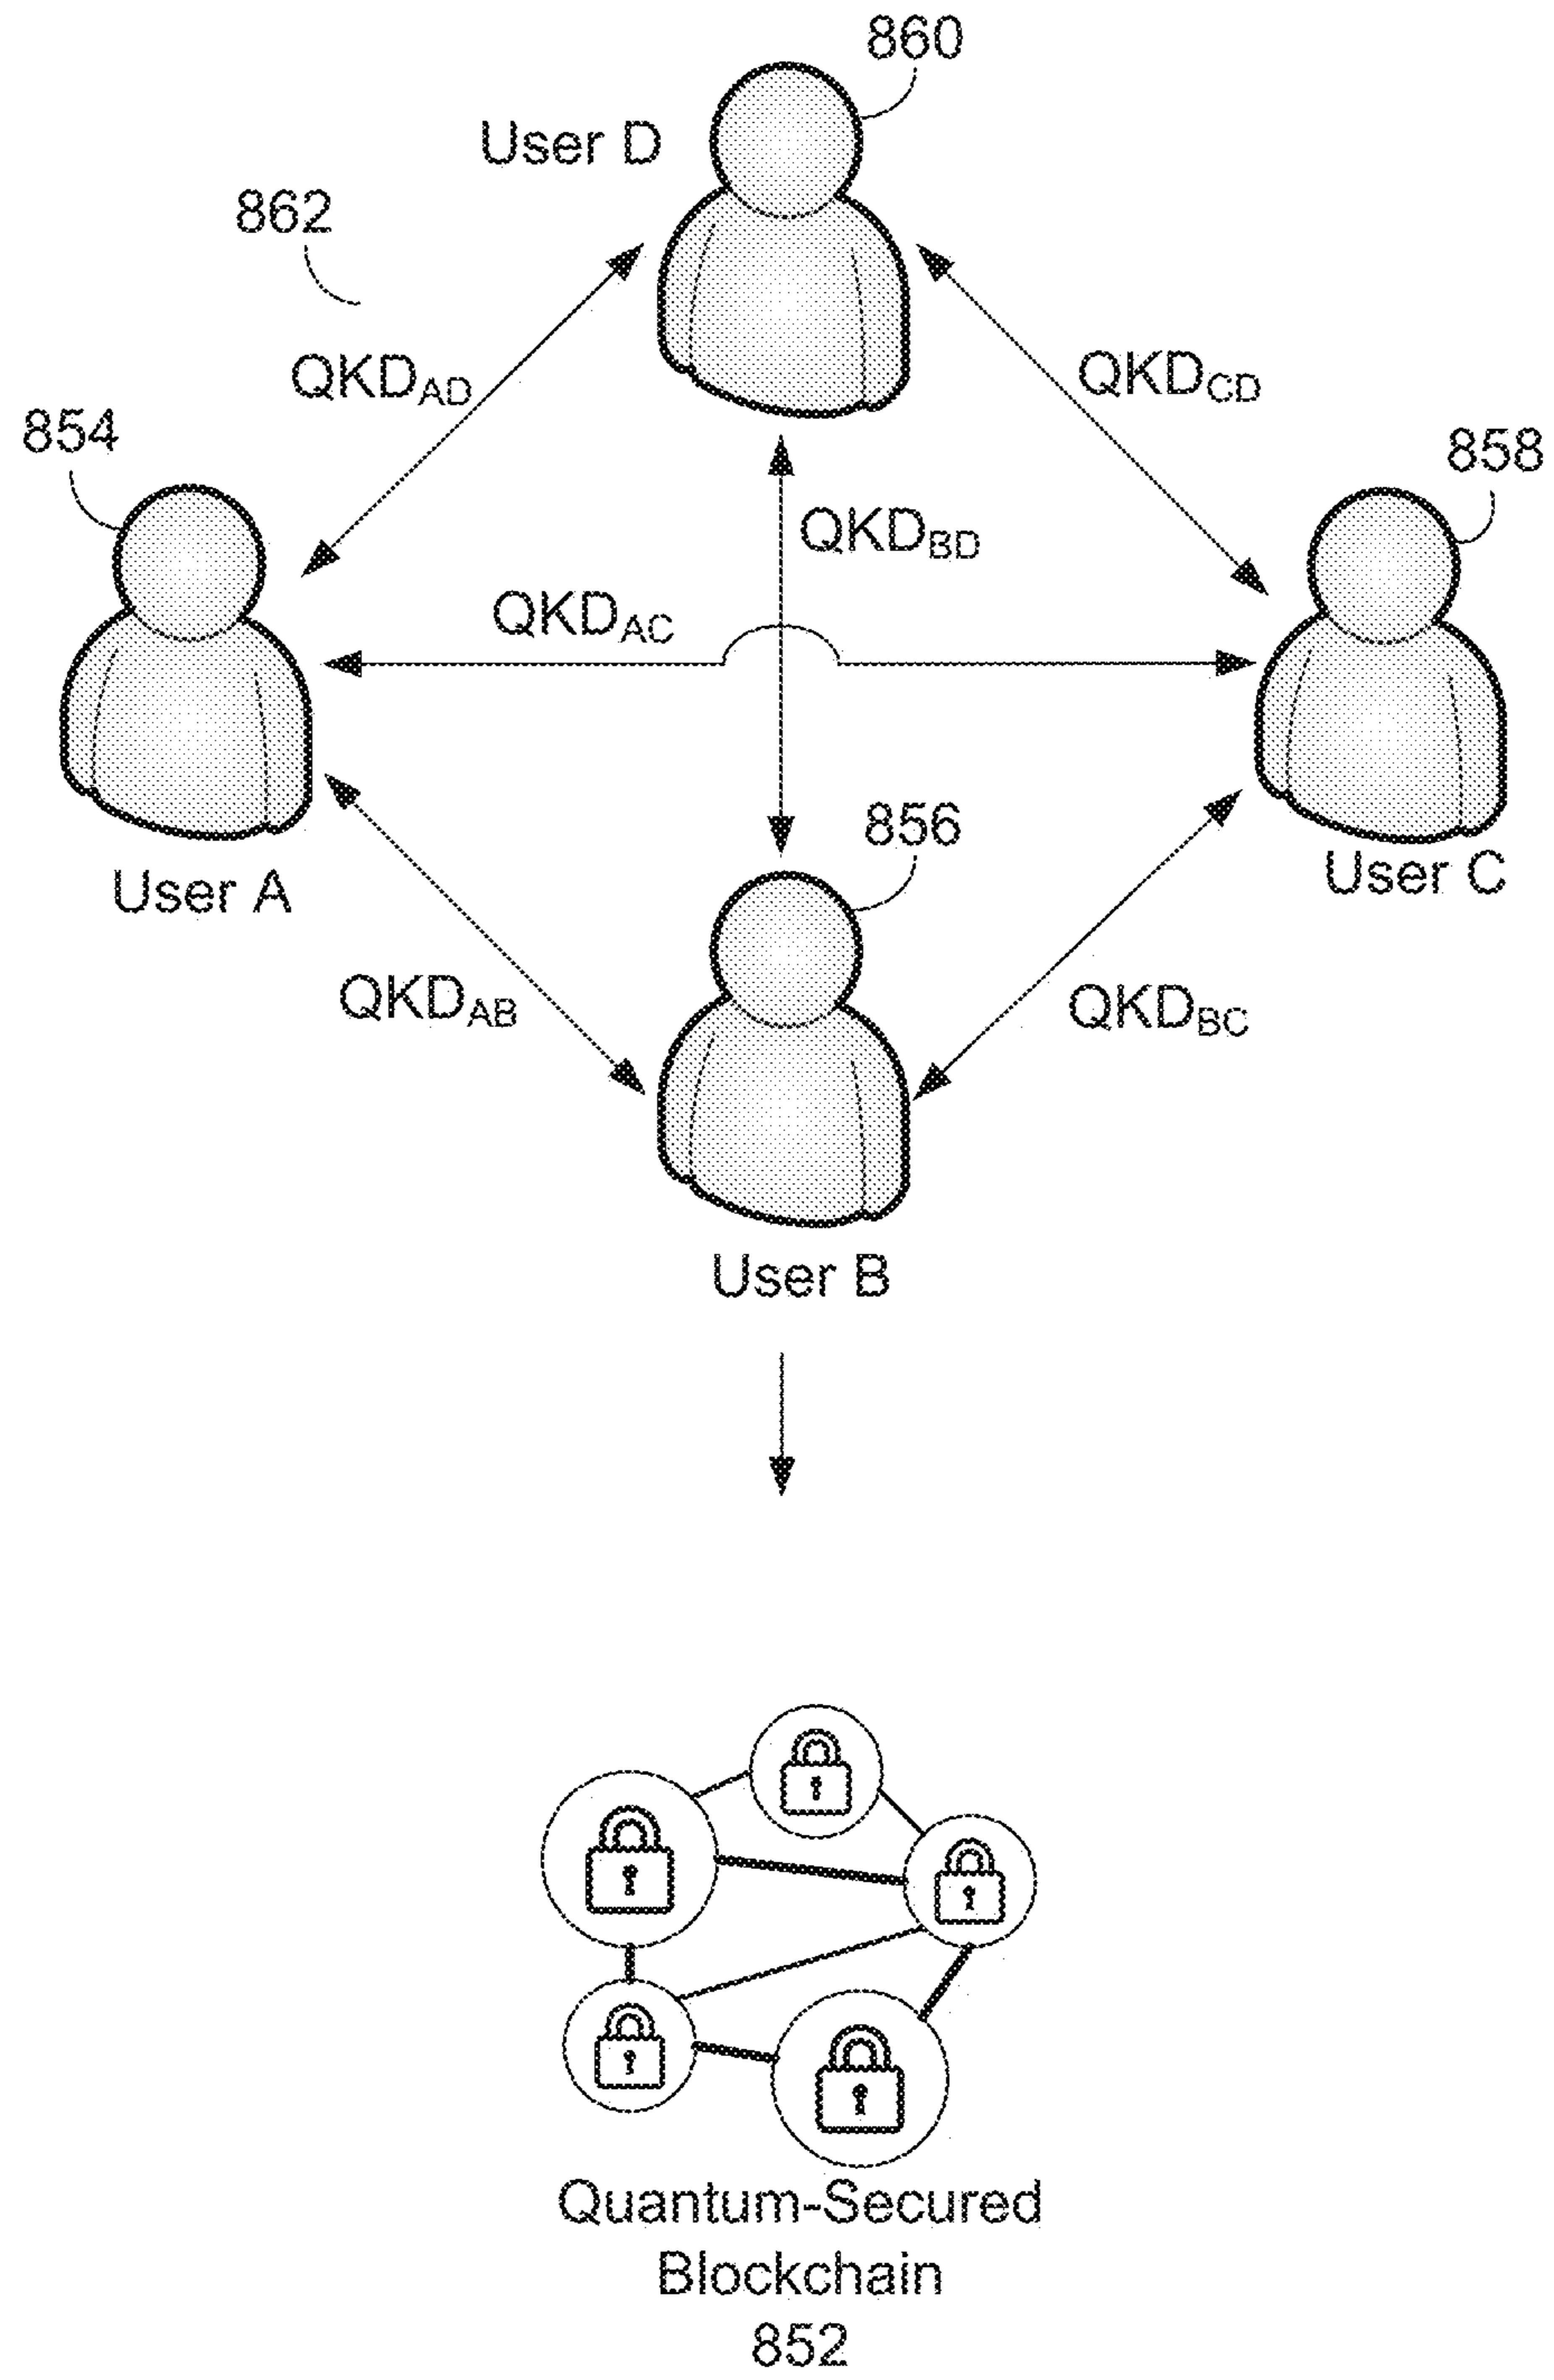 860
User D
862
QKDAD
QKDCD
854
858
QKDBD
QKDAC
856
User A
User C
QKDAB
QKDBC
User B
Quantum-Secured
Blockchain
852